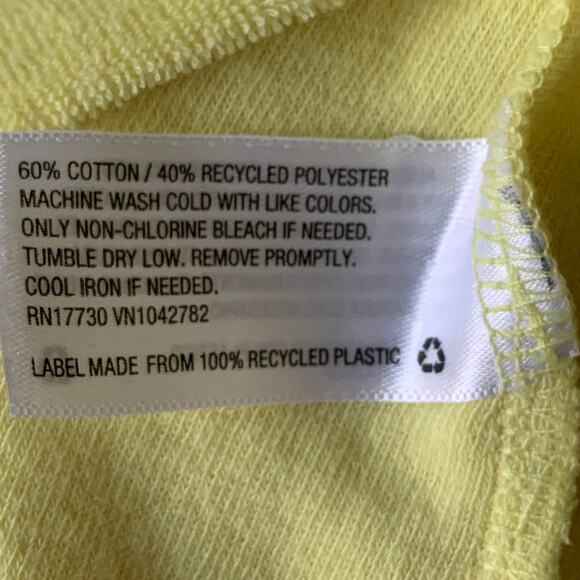 60% COTTON / 40% RECYCLED POLYESTER
MACHINE WASH COLD WITH LIKE COLORS.
ONLY NON-CHLORINE BLEACH IF NEEDED.
TUMBLE DRY LOW. REMOVE PROMPTLY.
COOL IRON IF NEEDED.
RN17730 VN1042782
LABEL MADE FROM 100% RECYCLED PLASTIC